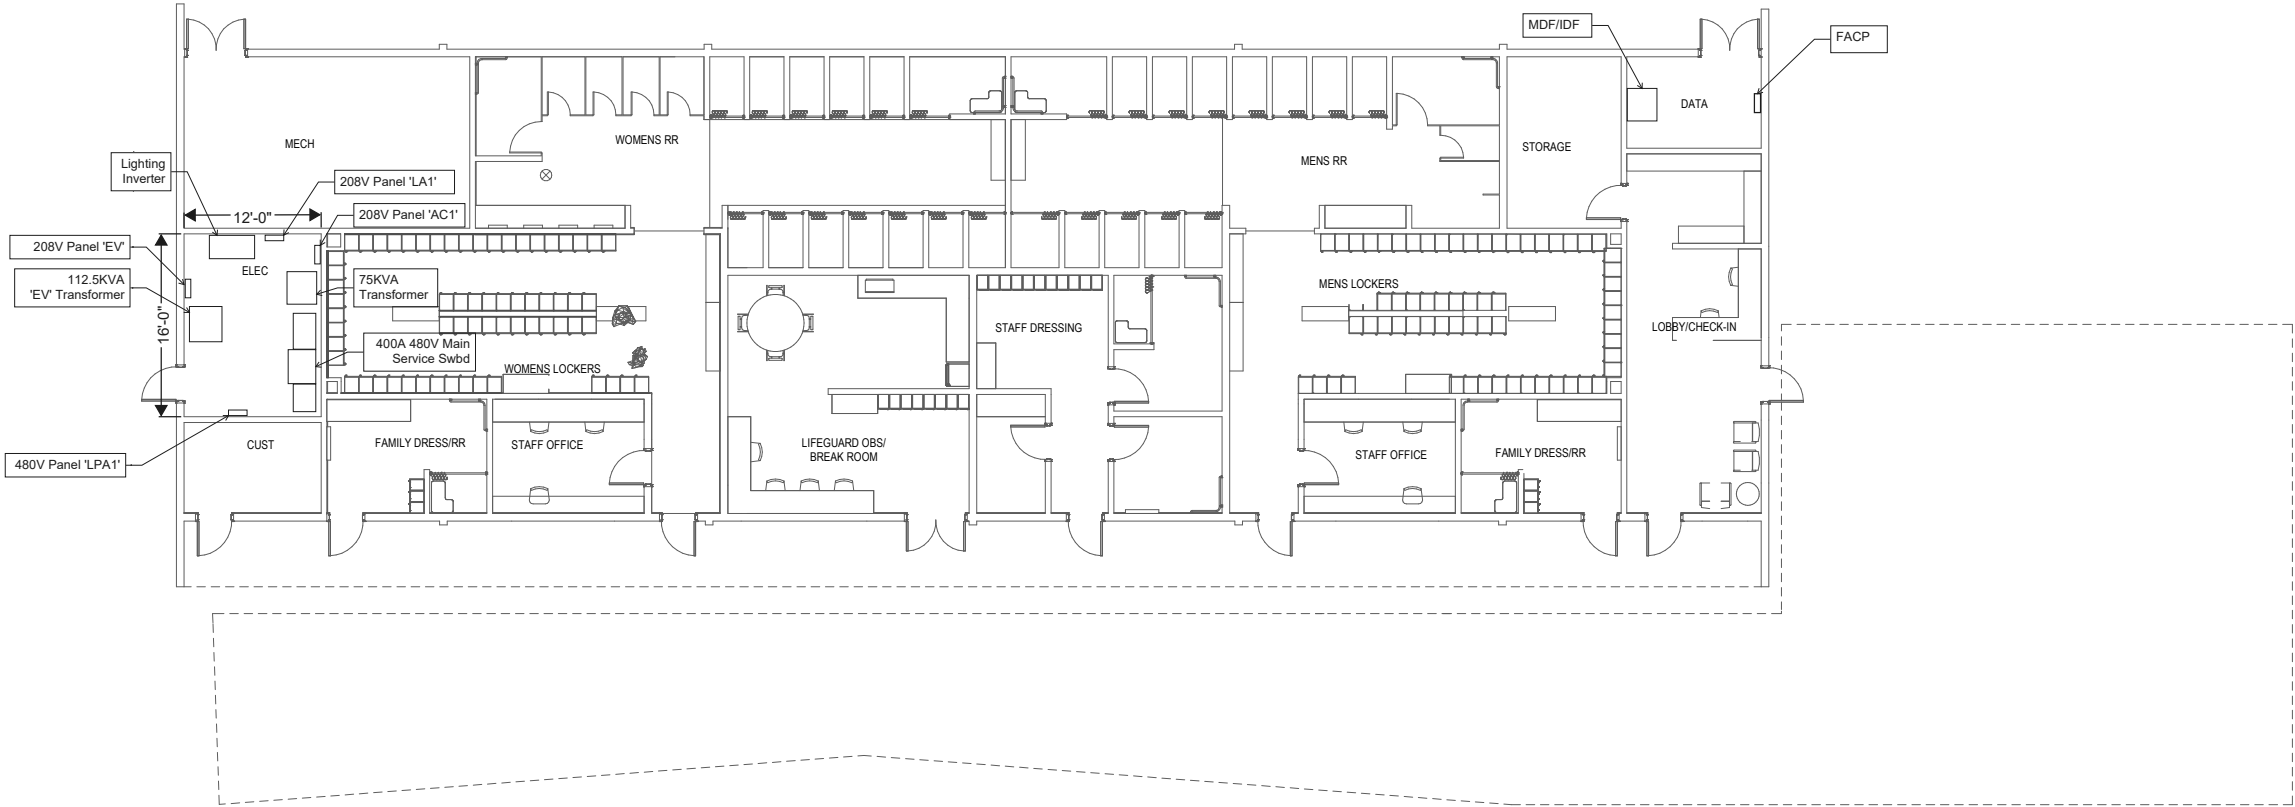 MDF/IDF
FACP
DATA
WOMENS RR
MECH
STORAGE
MENS RR
Lighting
Inverter
208V Panel 'LA1'
12'-0"
208V Panel 'AC1'
208V Panel 'EV'
ELEC
112.5KVA
'EV' Transformer
75KVA
Transformer
MENS LOCKERS
16'-0"
STAFF DRESSING
LOBBY/CHECK-IN
400A 480V Main
Service Swbd
WOMENS LOCKERS
CUST
FAMILY DRESS/RR
STAFF OFFICE
LIFEGUARD OBS/
BREAK ROOM
STAFF OFFICE
FAMILY DRESS/RR
480V Panel 'LPA1'